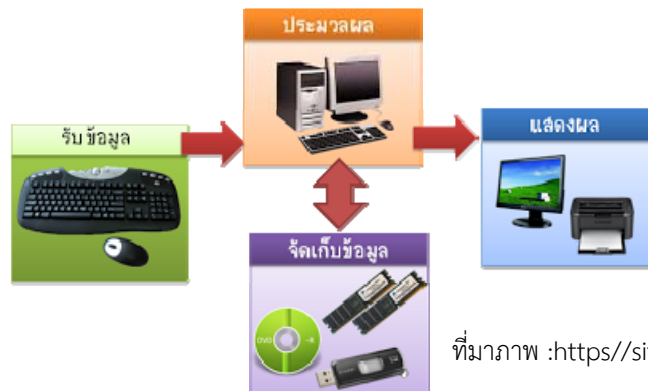 ประมวลผล
รับข้อมูล
แสดงผล
จัดเก็บข้อมูล
DVD -R
ที่มาภาพ :https//si